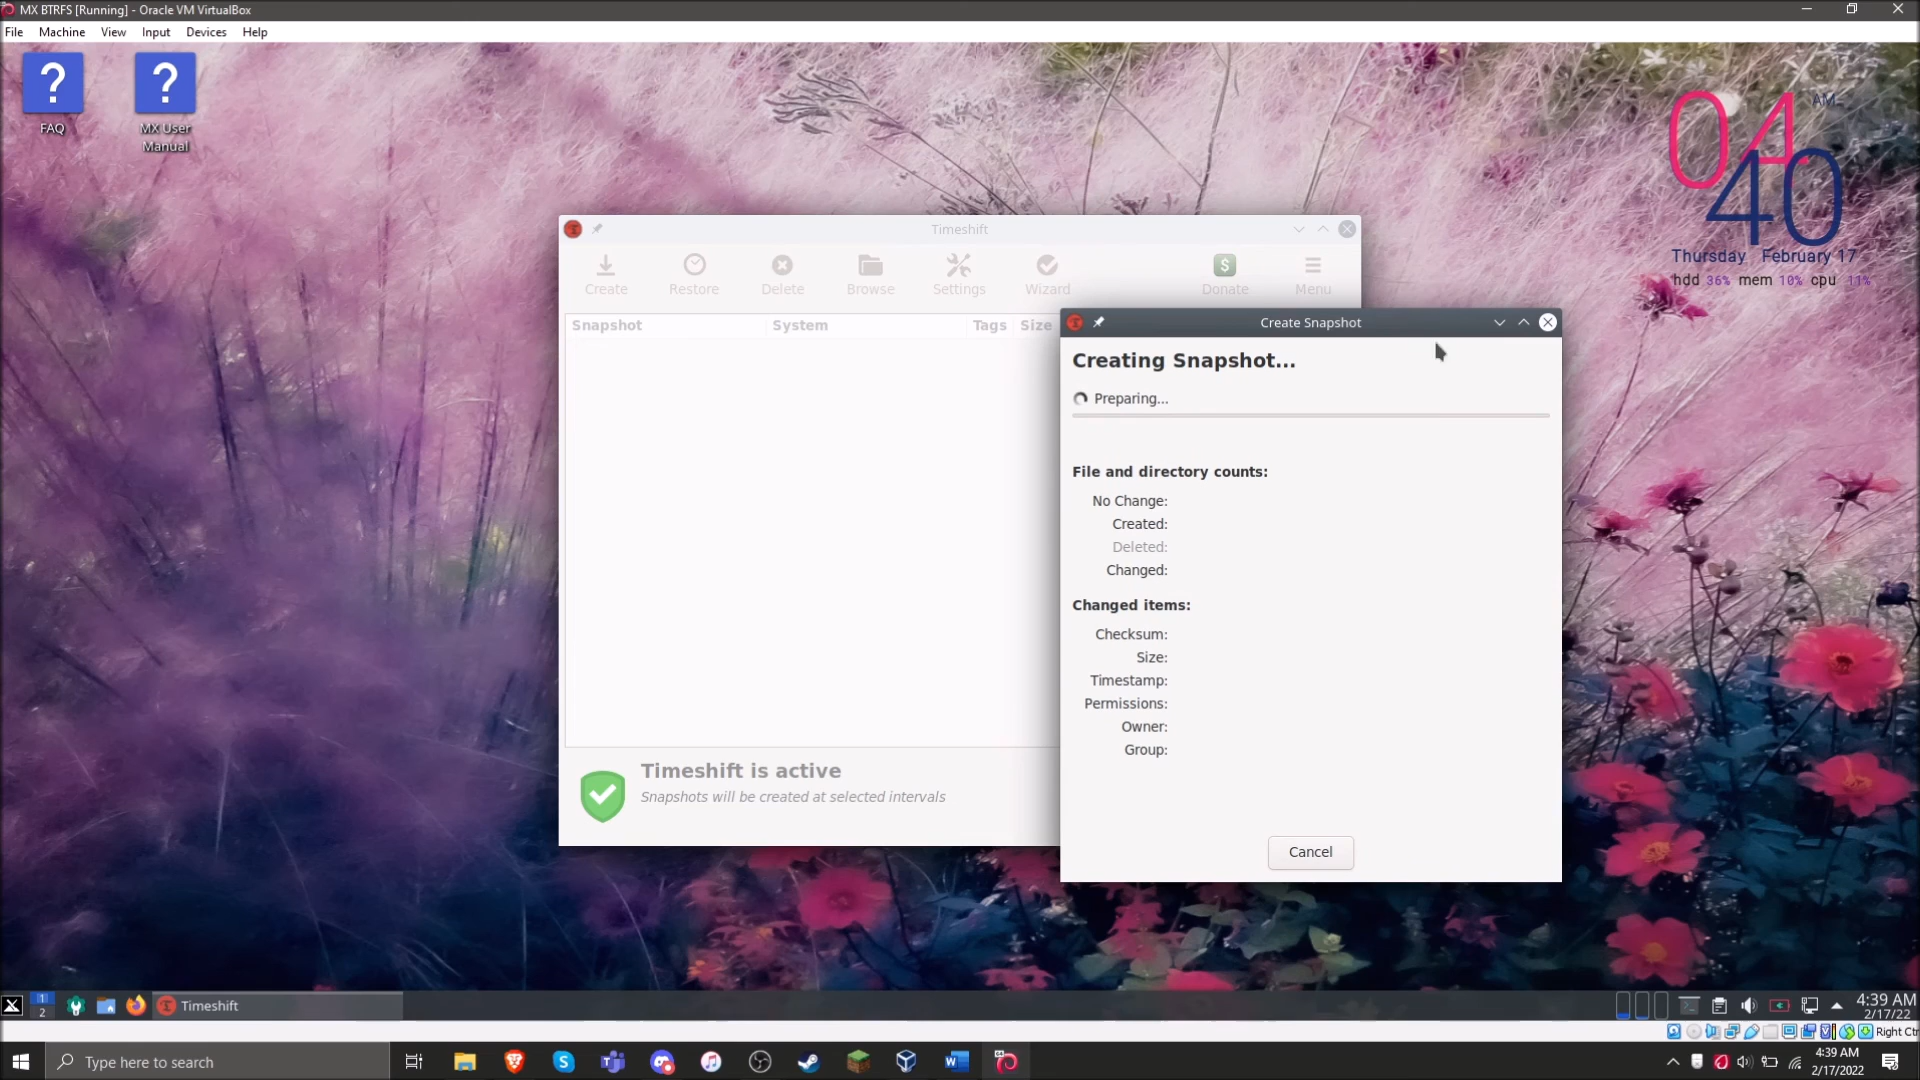 MX BTRFS [Running] - Oracle VM VirtualBox
File Machine View Input Devices Help
FAQ
MX User
Manual
04
AM
40
Thursday February 17
hdd 36% mem 10% cpu 11%
Timeshift
Create Restore Delete Browse Settings Wizard Donate Menu
Snapshot System Tags Size
Create Snapshot
Creating Snapshot...
Preparing...
File and directory counts:
No Change:
Created:
Deleted:
Changed:
Changed items:
Checksum:
Size:
Timestamp:
Permissions:
Owner:
Group:
Timeshift is active
Snapshots will be created at selected intervals
Cancel
1
2
Timeshift
4:39 AM
2/17/22
Right Ctr
Type here to search
4:39 AM
2/17/2022